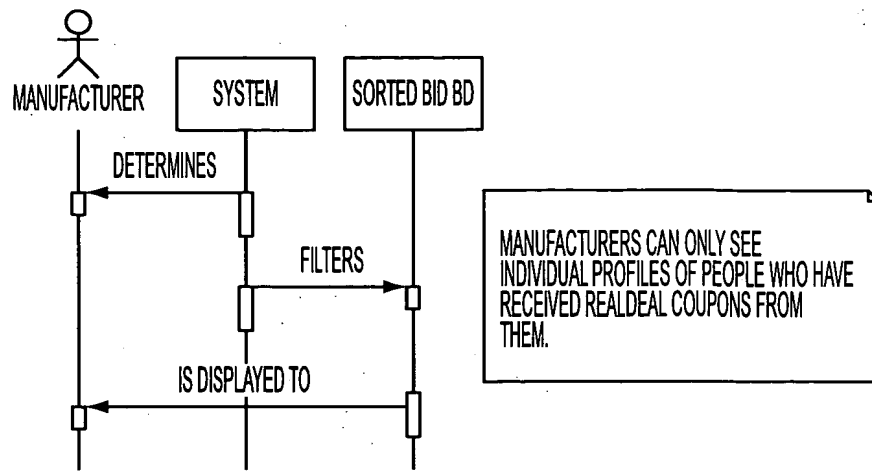 MANUFACTURER
SYSTEM
SORTED BID BD
DETERMINES
FILTERS
IS DISPLAYED TO
MANUFACTURERS CAN ONLY SEE
INDIVIDUAL PROFILES OF PEOPLE WHO HAVE
RECEIVED REALDEAL COUPONS FROM
THEM.